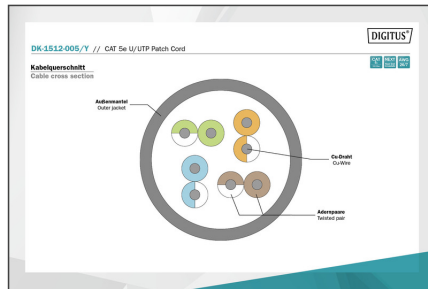 DIGITUS®
DK-1512-005/Y // CAT 5e U/UTP Patch Cord
Kabelquerschnitt
Cable cross section
Außenmantel
Outer jacket
Cu-Draht
Cu-Wire
Adernpaare
Twisted pair